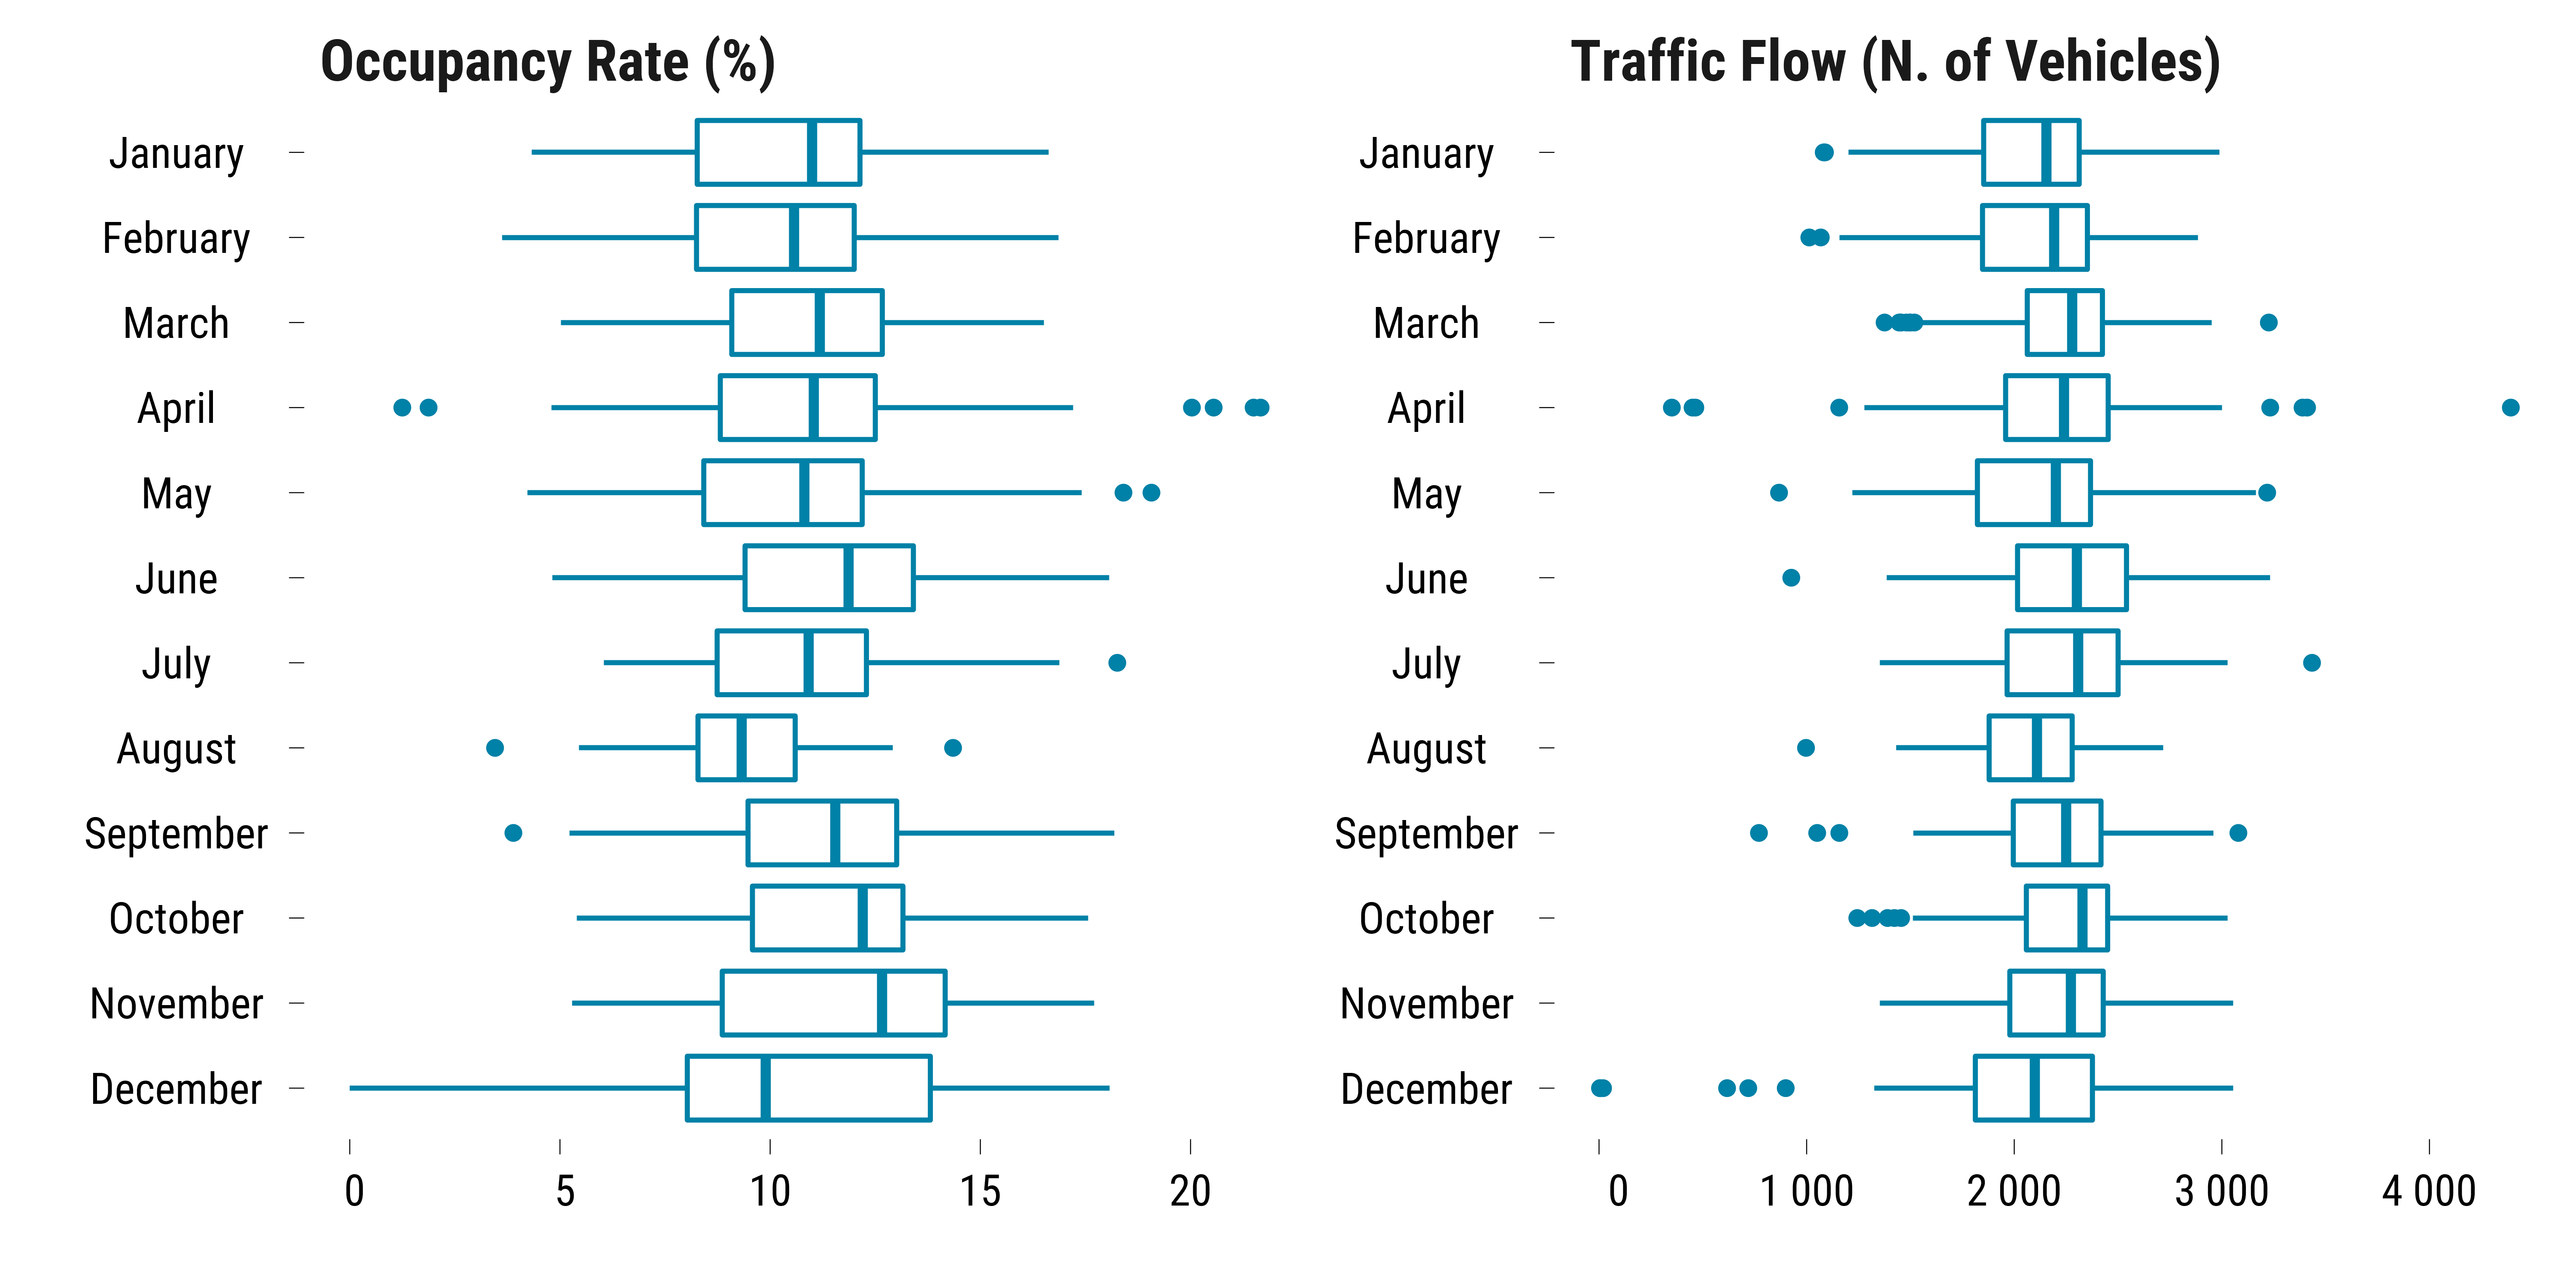 Occupancy Rate (%)
January
February
March
April
May
June
July
August
September
October
November
December
0 5 10 15 20
Traffic Flow (N. of Vehicles)
January
February
March
April
May
June
July
August
September
October
November
December
0 1 000 2 000 3 000 4 000